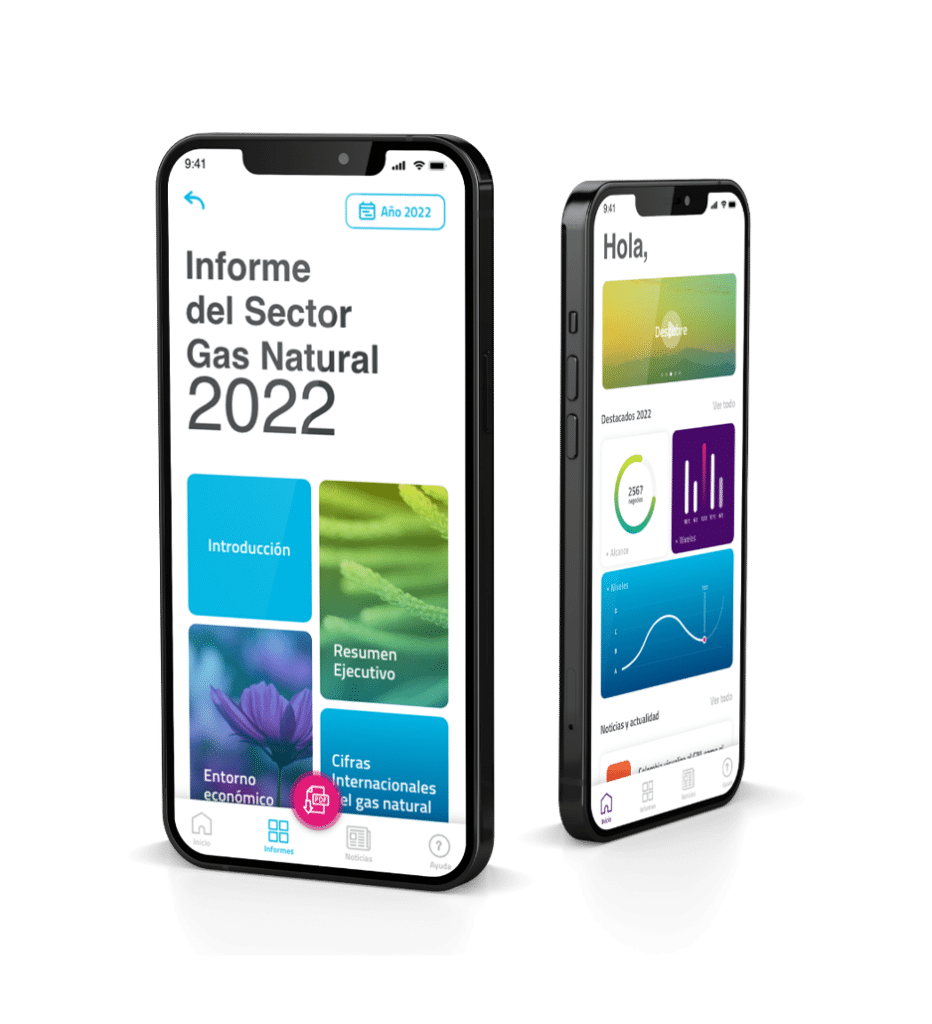 9:41
Año 2022
Informe
del Sector
Gas Natural
2022
Introducción
Resumen
Ejecutivo
Entorno
económico
Cifras
Internacionales
del gas natural
PDF
Inicio
Informes
Noticias
Ayuda
9:41
Hola,
Descubre
Destacados 2022
Ver todo
2567
negocios
+ Alcance
+ Niveles
+ Niveles
Noticias y actualidad
Ver todo
Inicio
Informes
Noticias